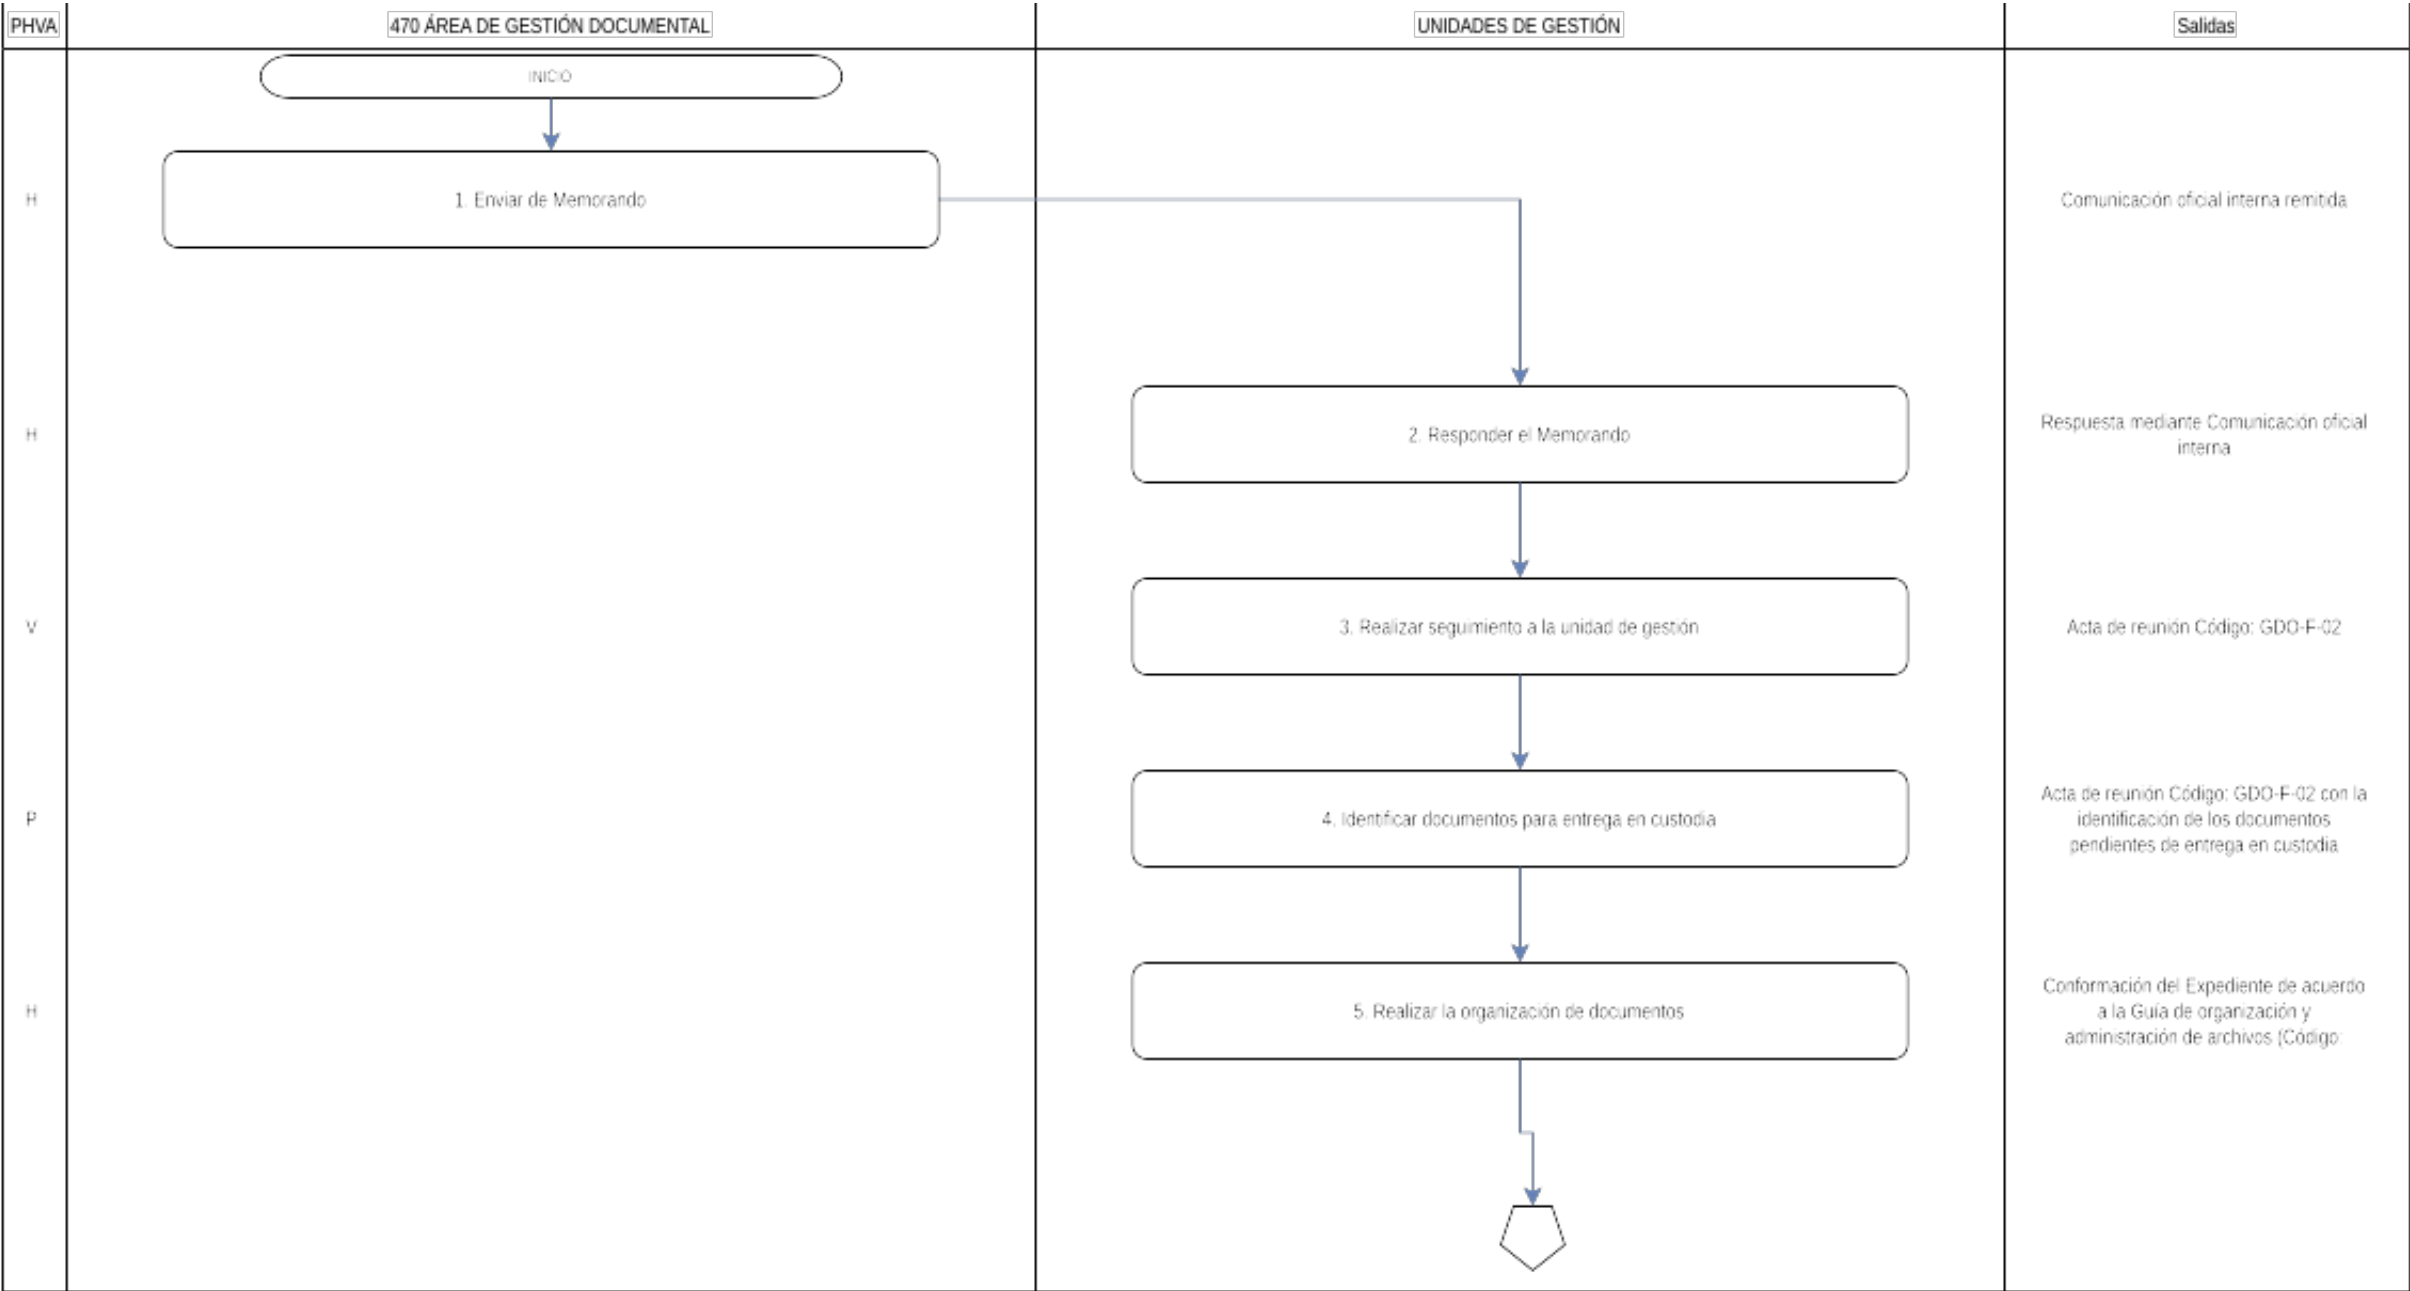 PHVA
470 ÁREA DE GESTIÓN DOCUMENTAL
UNIDADES DE GESTIÓN
Salidas
INICIO
H
1. Enviar de Memorando
Comunicación oficial interna remitida
H
2. Responder el Memorando
Respuesta mediante Comunicación oficial
interna
V
3. Realizar seguimiento a la unidad de gestión
Acta de reunión Código: GDO-F-02
P
4. Identificar documentos para entrega en custodia
Acta de reunión Código: GDO-F-02 con la
identificación de los documentos
pendientes de entrega en custodia
H
5. Realizar la organización de documentos
Conformación del Expediente de acuerdo
a la Guía de organización y
administración de archivos (Código: